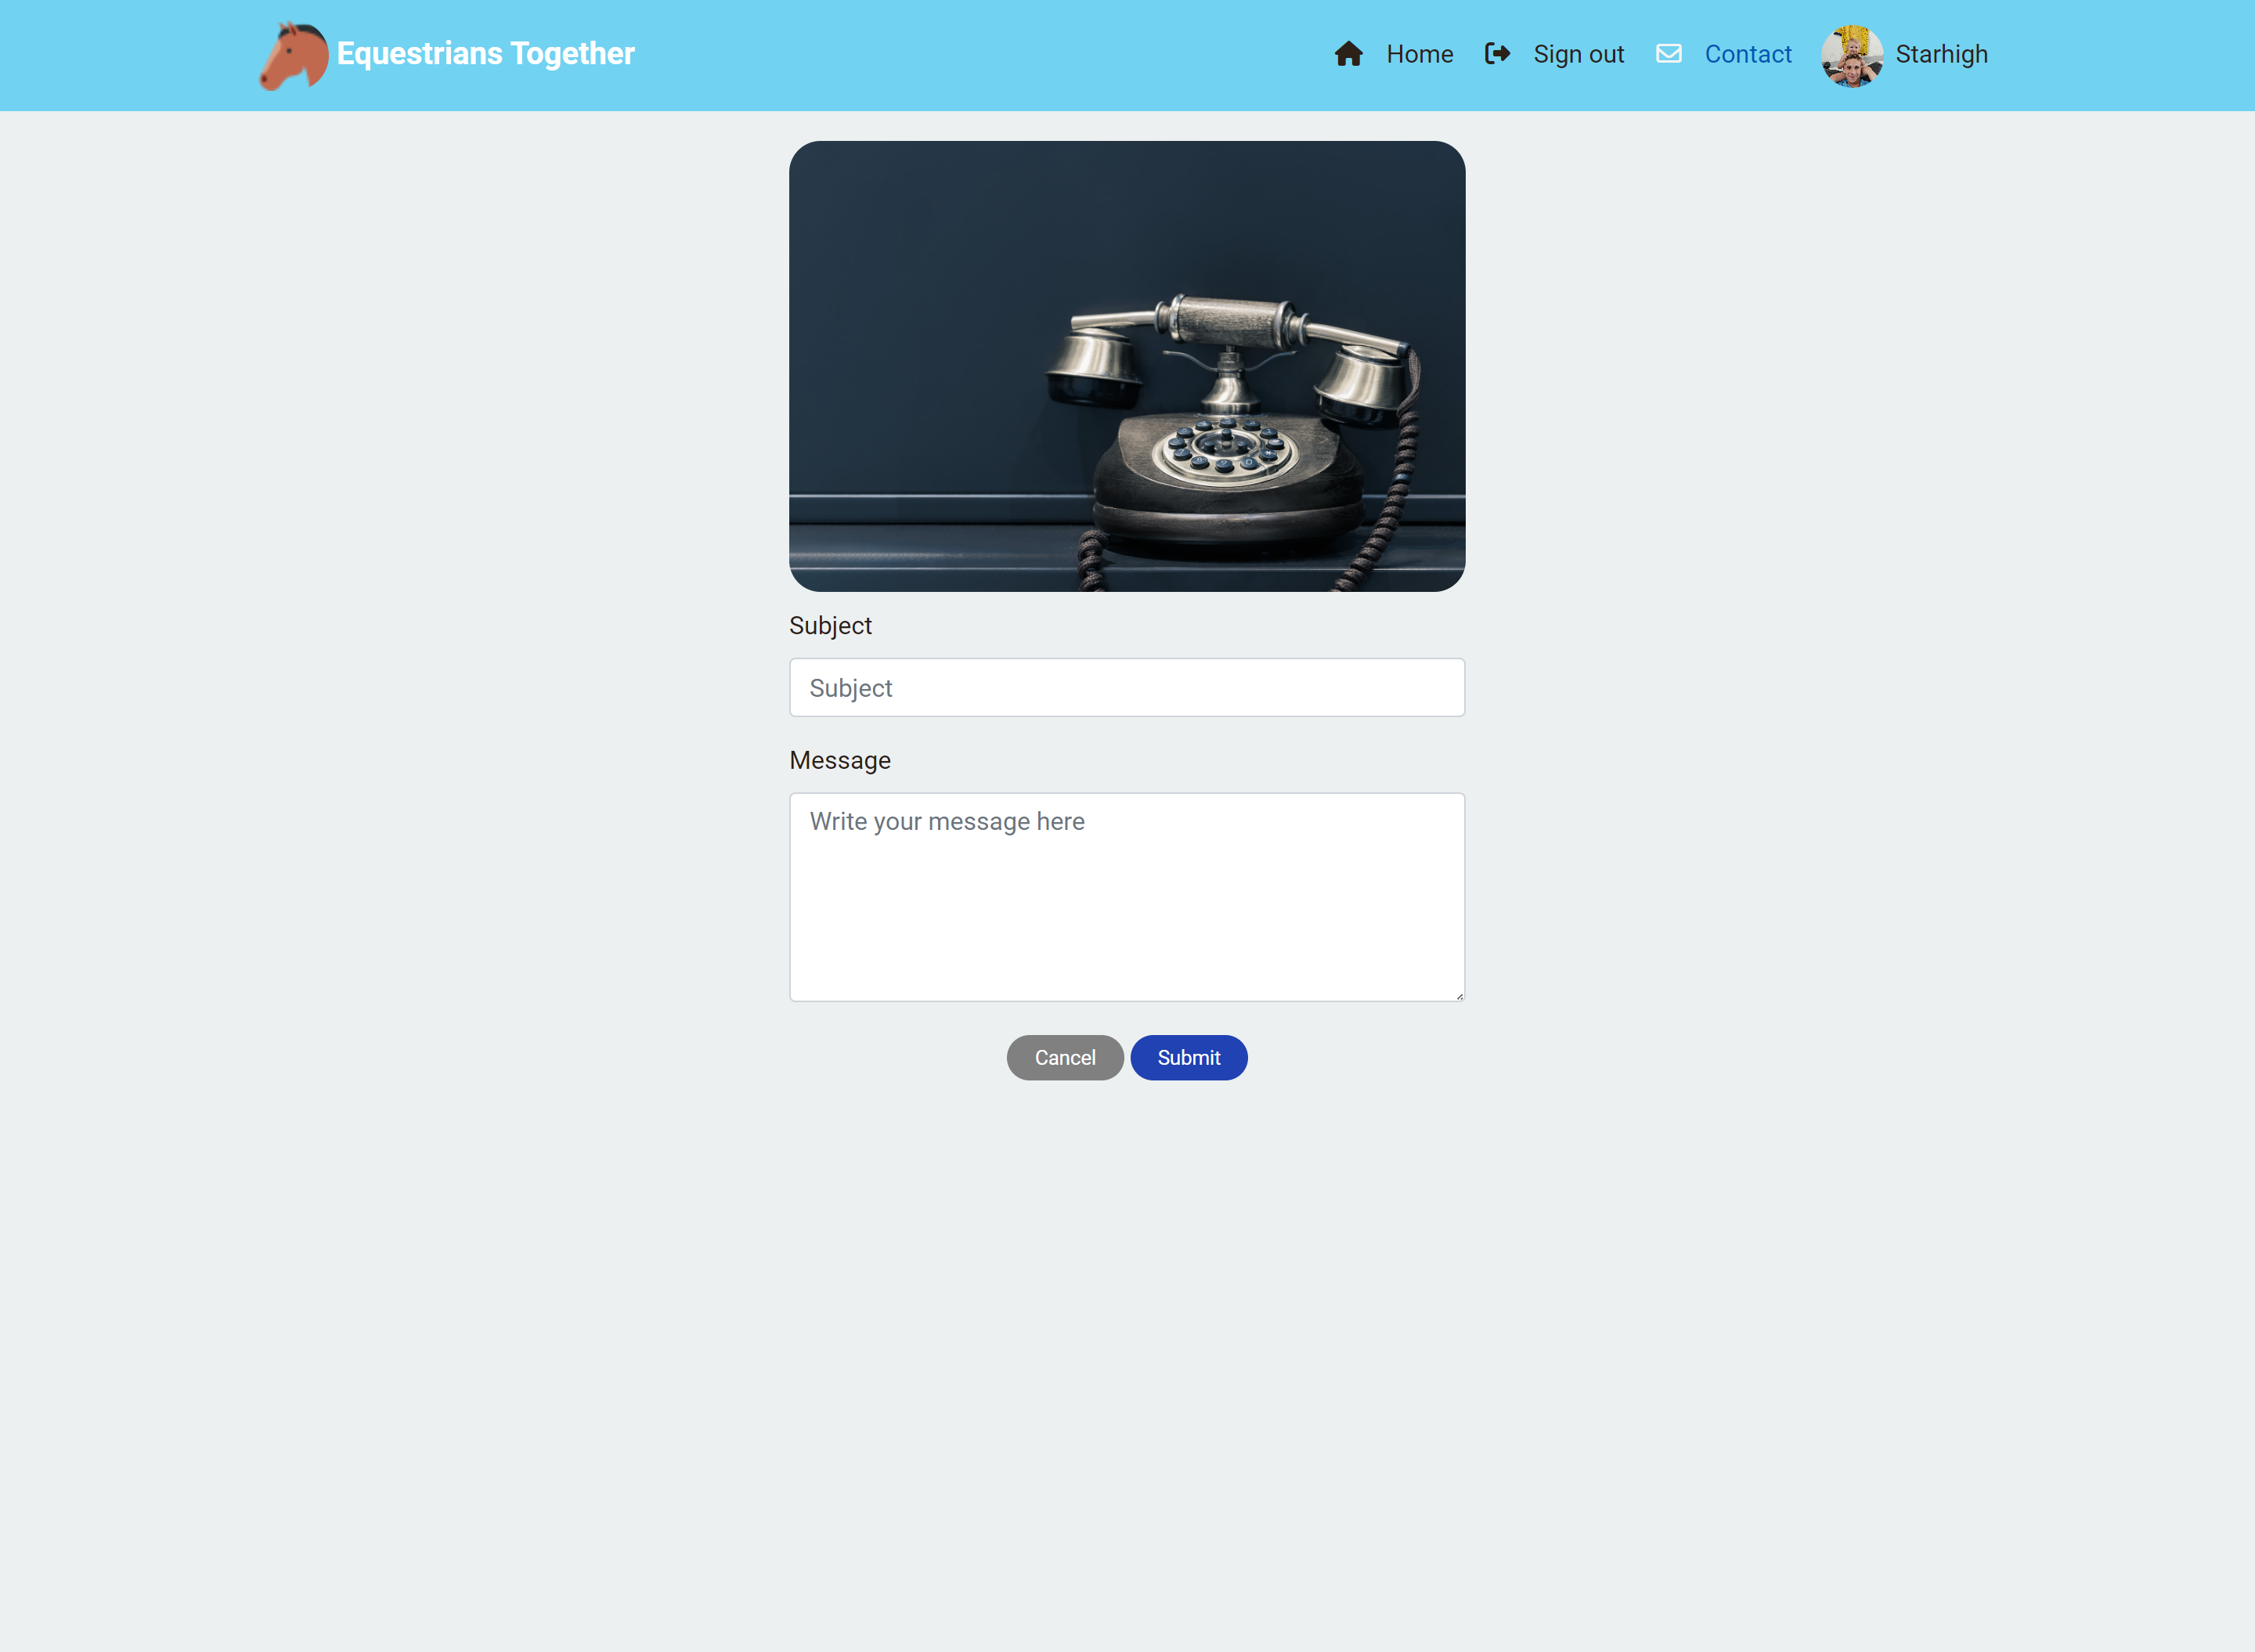 Equestrians Together
Home Sign out Contact Starhigh
Subject
Subject
Message
Write your message here
Cancel Submit